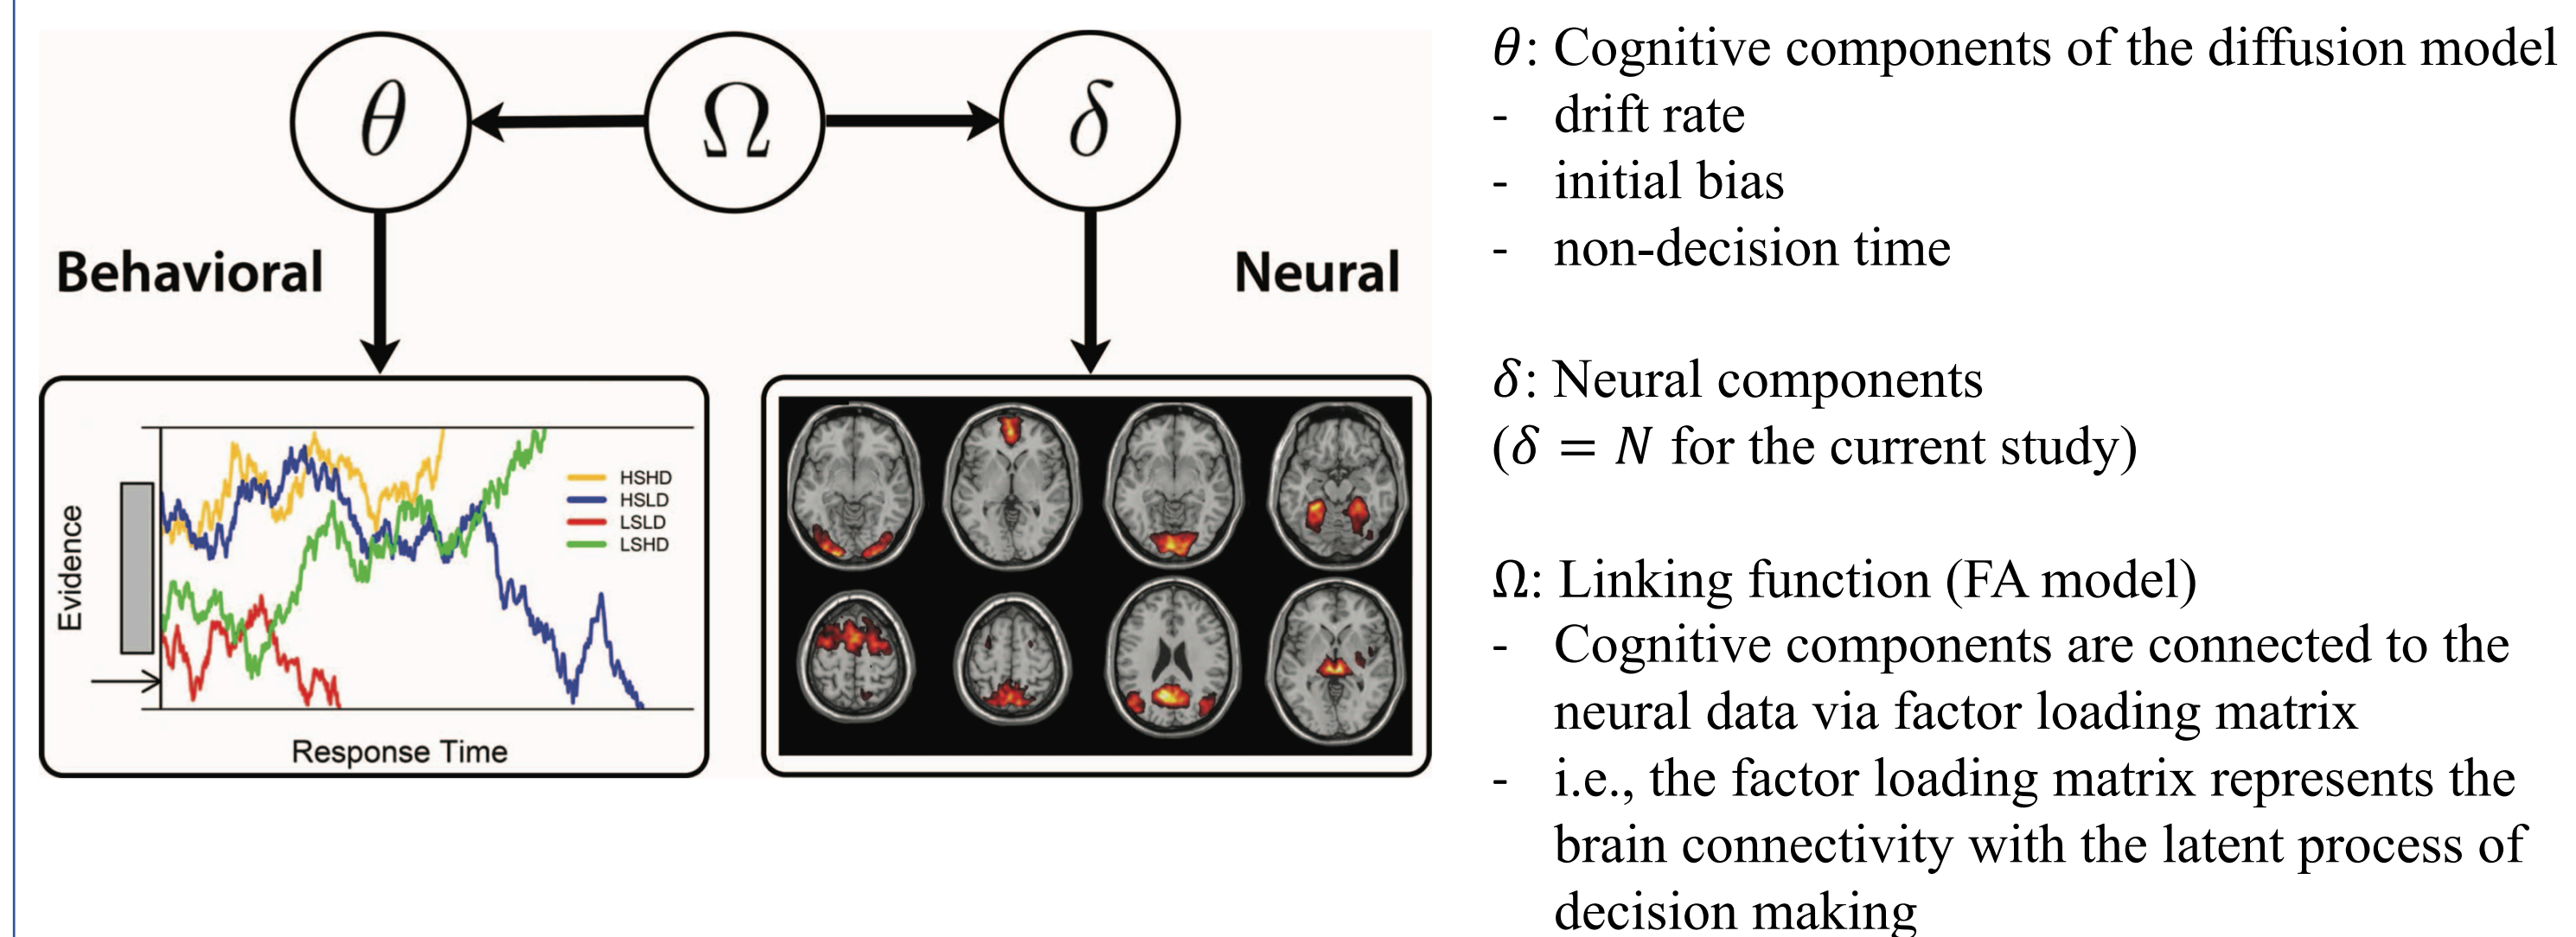 θ
Ω
δ
Behavioral
Neural
Evidence
HSHD
HSLD
LSLD
LSHD
Response Time
θ: Cognitive components of the diffusion model
- drift rate
- initial bias
- non-decision time
δ: Neural components
(δ = N for the current study)
Ω: Linking function (FA model)
- Cognitive components are connected to the
neural data via factor loading matrix
- i.e., the factor loading matrix represents the
brain connectivity with the latent process of
decision making